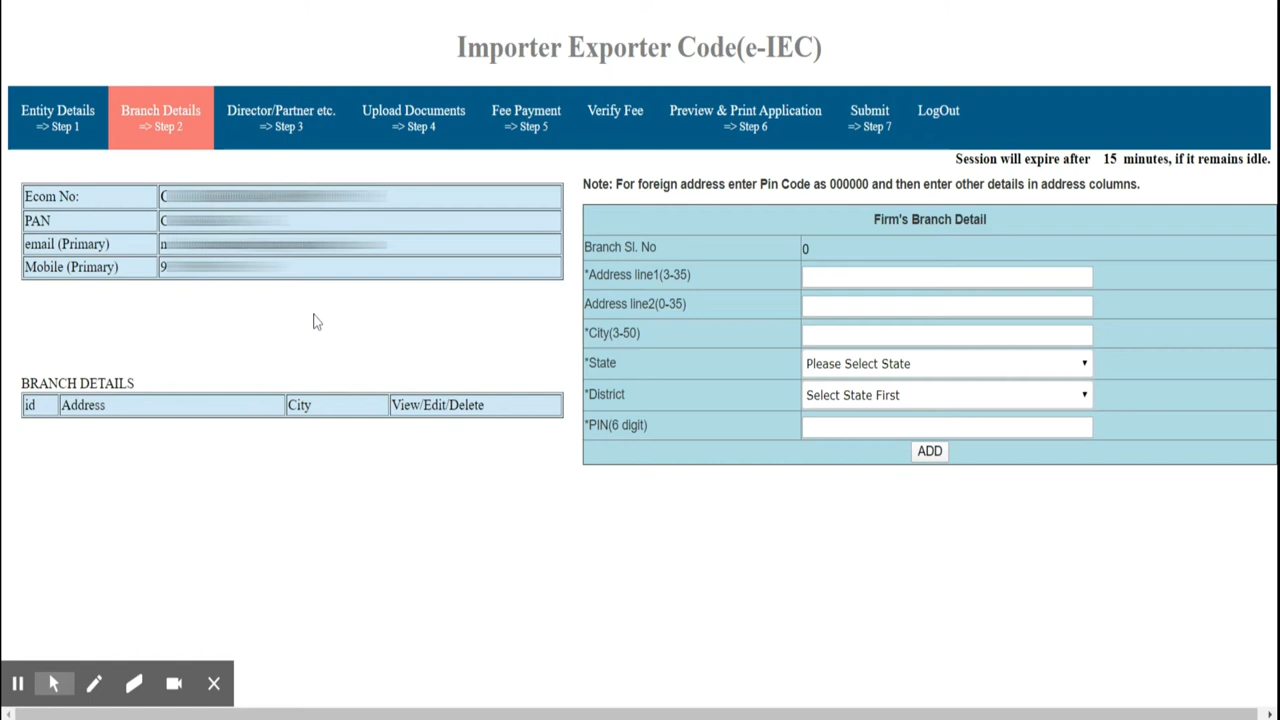 Importer Exporter Code(e-IEC)
Entity Details
=> Step 1
Branch Details
=> Step 2
Director/Partner etc.
=> Step 3
Upload Documents
=> Step 4
Fee Payment
=> Step 5
Verify Fee
Preview & Print Application
=> Step 6
Submit
=> Step 7
LogOut
Session will expire after 15 minutes, if it remains idle.
Note: For foreign address enter Pin Code as 000000 and then enter other details in address columns.
Ecom No:
PAN
email (Primary)
Mobile (Primary) 9
BRANCH DETAILS
id Address City View/Edit/Delete
Firm's Branch Detail
Branch Sl. No 0
*Address line1(3-35)
Address line2(0-35)
*City(3-50)
*State Please Select State
*District Select State First
*PIN(6 digit)
ADD